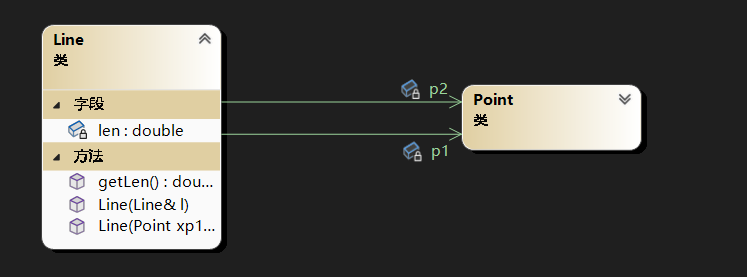 Line
类
字段
len : double
方法
getLen() : dou...
Line(Line& l)
Line(Point xp1...
p2
p1
Point
类